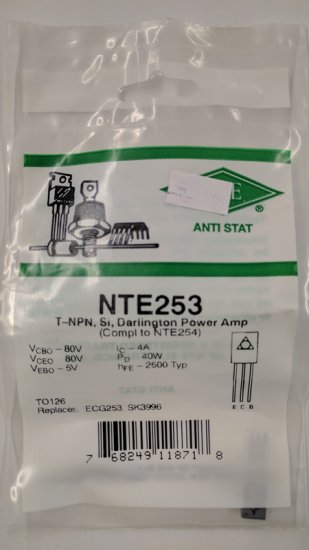 E
®
ANTI STAT
NTE253
T-NPN, Si, Darlington Power Amp
(Compl to NTE254)
VCBO - 80V IC - 4A
VCEO 80V PD - 40W
VEBO - 5V hFE - 2500 Typ
E C B
TO126
Replaces ECG253, SK3996
7 68249 11871 8